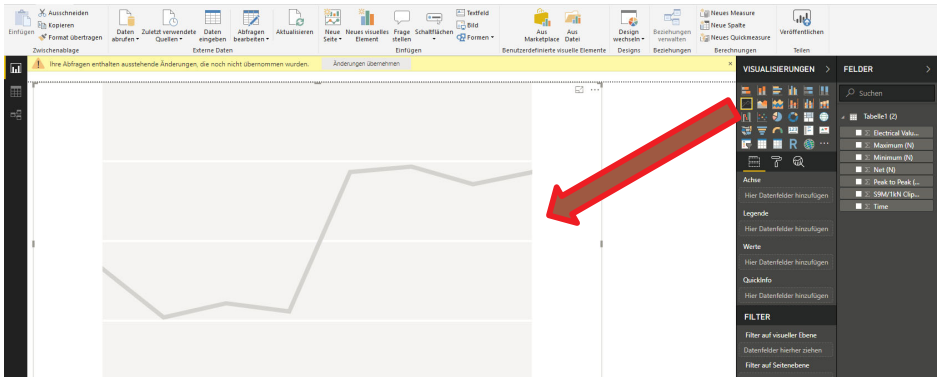 Einfügen
Ausschneiden
Kopieren
Format übertragen
Zwischenablage
Daten abrufen
Zuletzt verwendete Quellen
Daten eingeben
Abfragen bearbeiten
Aktualisieren
Externe Daten
Neue Seite
Neues visuelles Element
Frage stellen
Schaltflächen
Textfeld
Bild
Formen
Einfügen
Aus Marketplace
Aus Datei
Benutzerdefinierte visuelle Elemente
Design wechseln
Designs
Beziehungen verwalten
Beziehungen
Neues Measure
Neue Spalte
Neues Quickmeasure
Berechnungen
Veröffentlichen
Teilen
Ihre Abfragen enthalten ausstehende Änderungen, die noch nicht übernommen wurden.
Änderungen übernehmen
VISUALISIERUNGEN
R
Achse
Hier Datenfelder hinzufügen
Legende
Hier Datenfelder hinzufügen
Werte
Hier Datenfelder hinzufügen
QuickInfo
Hier Datenfelder hinzufügen
FILTER
Filter auf visueller Ebene
Datenfelder hierher ziehen
Filter auf Seitenebene
FELDER
Suchen
Tabelle1 (2)
Σ Electrical Valu...
Σ Maximum (N)
Σ Minimum (N)
Σ Net (N)
Σ Peak to Peak (...
Σ S9M/1kN Clip...
Σ Time